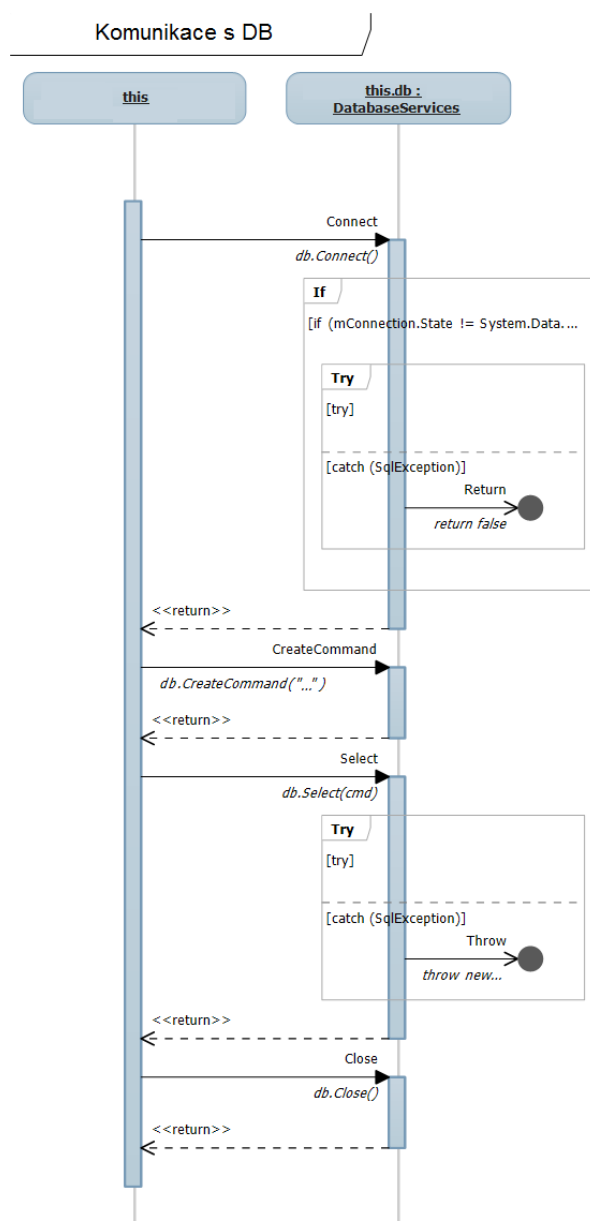 Komunikace s DB
this
this.db :
DatabaseServices
Connect
db.Connect()
If
[if (mConnection.State != System.Data....
Try
[try]
[catch (SqlException)]
Return
return false
<<return>>
CreateCommand
db.CreateCommand("...")
<<return>>
Select
db.Select(cmd)
Try
[try]
[catch (SqlException)]
Throw
throw new...
<<return>>
Close
db.Close()
<<return>>